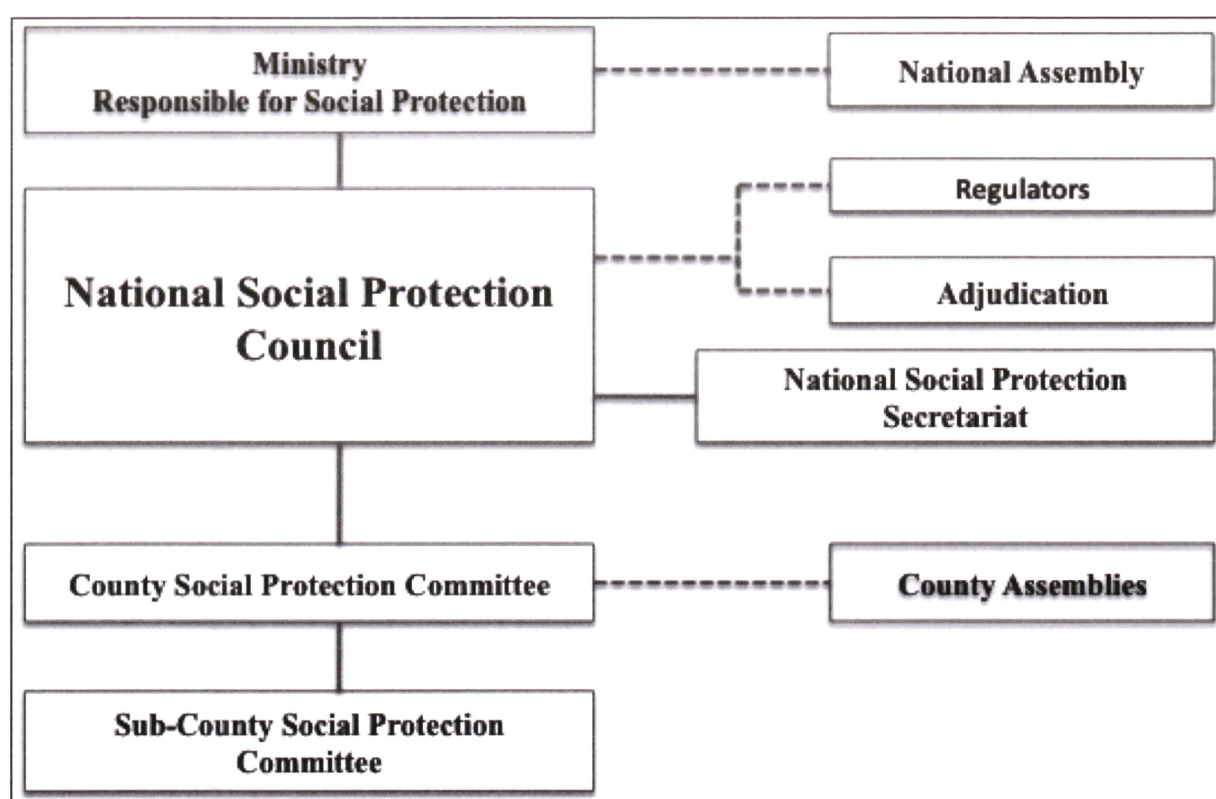 Ministry
Responsible for Social Protection
National Assembly
Regulators
National Social Protection
Council
Adjudication
National Social Protection
Secretariat
County Social Protection Committee
County Assemblies
Sub-County Social Protection
Committee